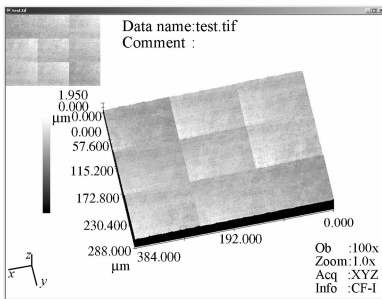 test.tif
Data name:test.tif
Comment :
1.950
0.000
μm
0.000
0.000
57.600
115.200
172.800
230.400
288.000
μm
384.000
192.000
0.000
z
x
y
Ob :100x
Zoom:1.0x
Acq :XYZ
Info :CF-I